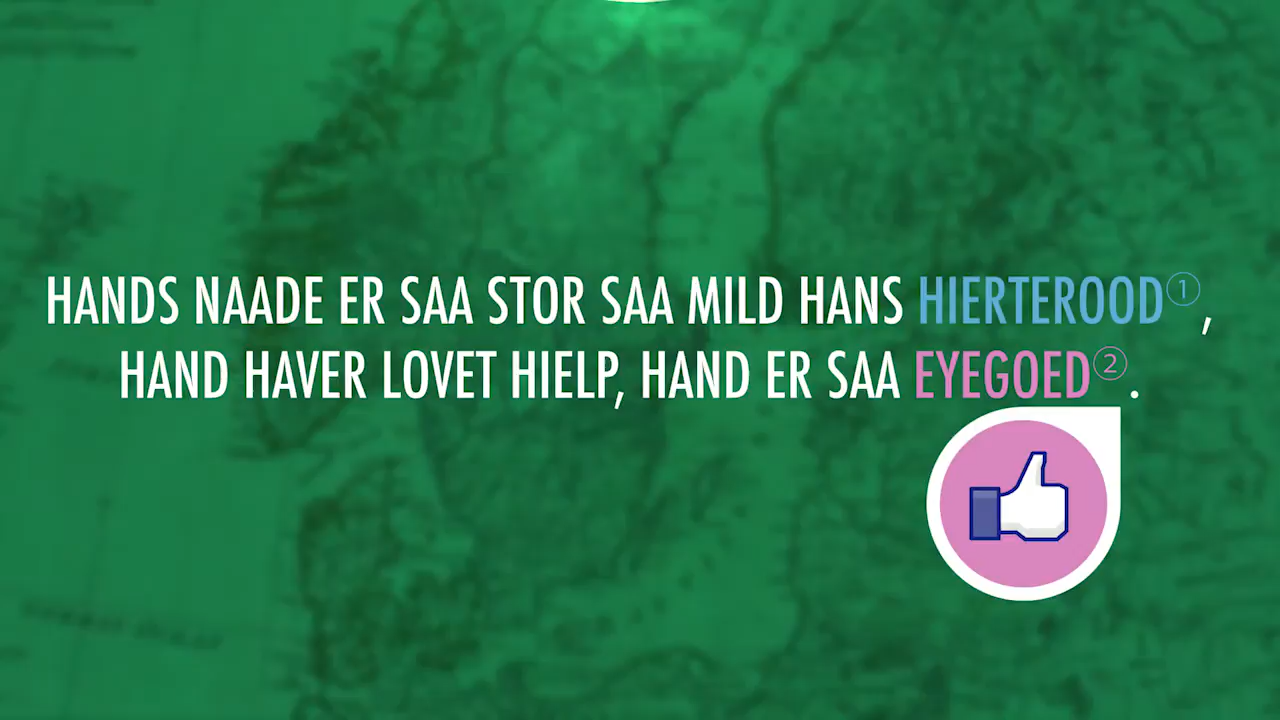 HANDS NAADE ER SAA STOR SAA MILD HANS HIERTEROOD①,
HAND HAVER LOVET HIELP, HAND ER SAA EYEGOED②.